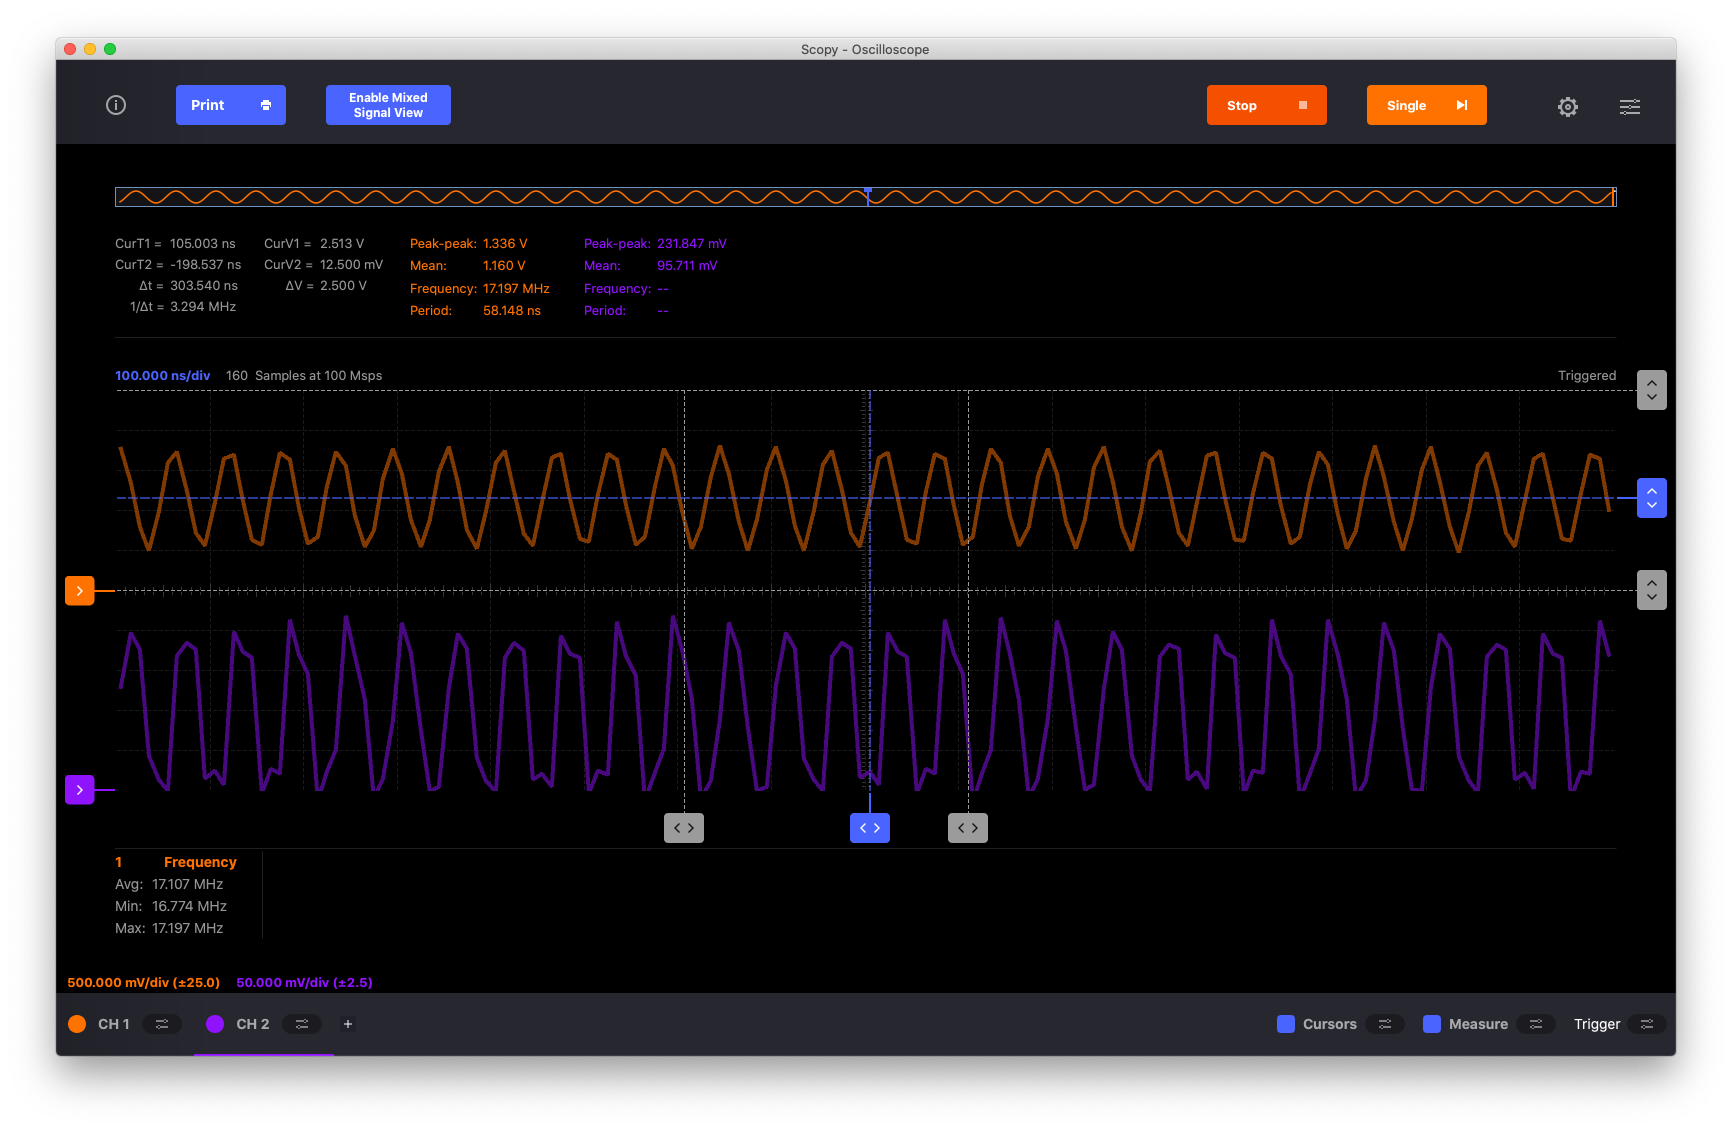 Scopy - Oscilloscope
Print
Enable Mixed
Signal View
Stop
Single
CurT1 = 105.003 ns CurV1 = 2.513 V Peak-peak: 1.336 V Peak-peak: 231.847 mV
CurT2 = -198.537 ns CurV2 = 12.500 mV Mean: 1.160 V Mean: 95.711 mV
Δt = 303.540 ns ΔV = 2.500 V Frequency: 17.197 MHz Frequency: --
1/Δt = 3.294 MHz Period: 58.148 ns Period: --
100.000 ns/div 160 Samples at 100 Msps Triggered
1 Frequency
Avg: 17.107 MHz
Min: 16.774 MHz
Max: 17.197 MHz
500.000 mV/div (±25.0) 50.000 mV/div (±2.5)
CH 1 CH 2 + Cursors Measure Trigger